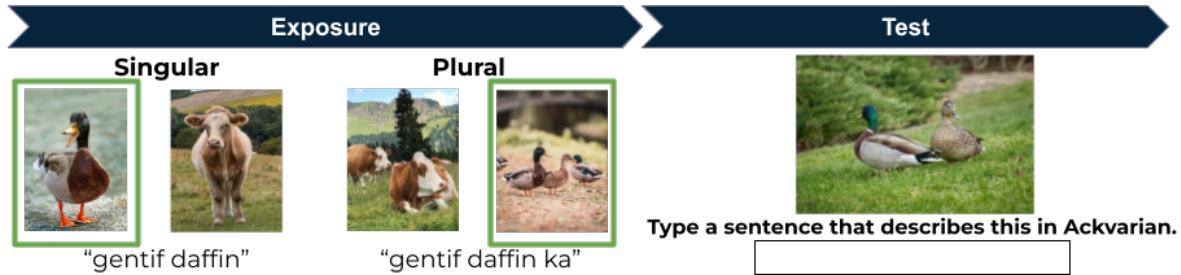 Exposure
Test
Singular
Plural
“gentif daffin”
“gentif daffin ka”
Type a sentence that describes this in Ackvarian.